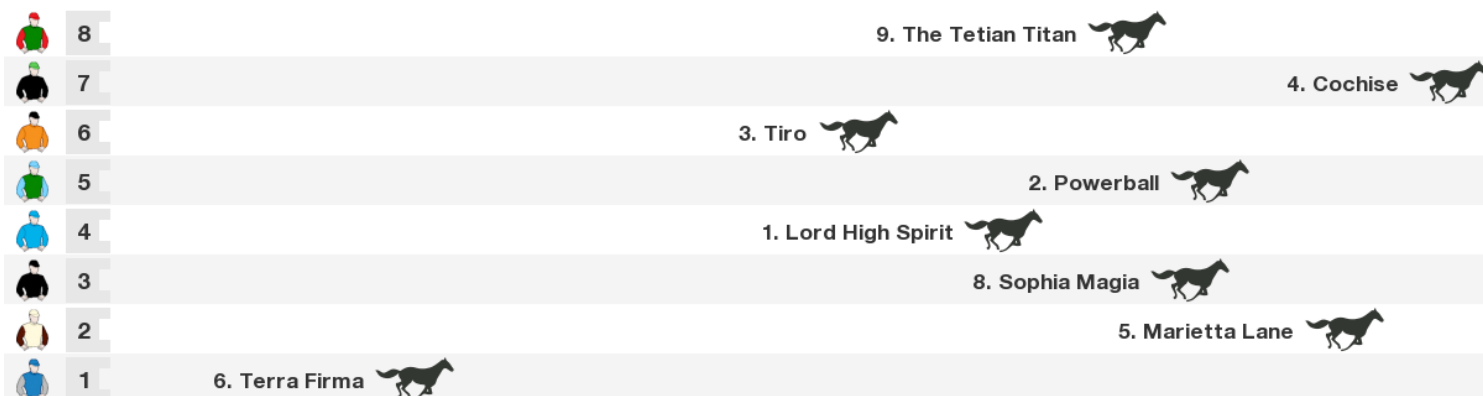 8 9. The Tetian Titan
7 4. Cochise
6 3. Tiro
5 2. Powerball
4 1. Lord High Spirit
3 8. Sophia Magia
2 5. Marietta Lane
1 6. Terra Firma